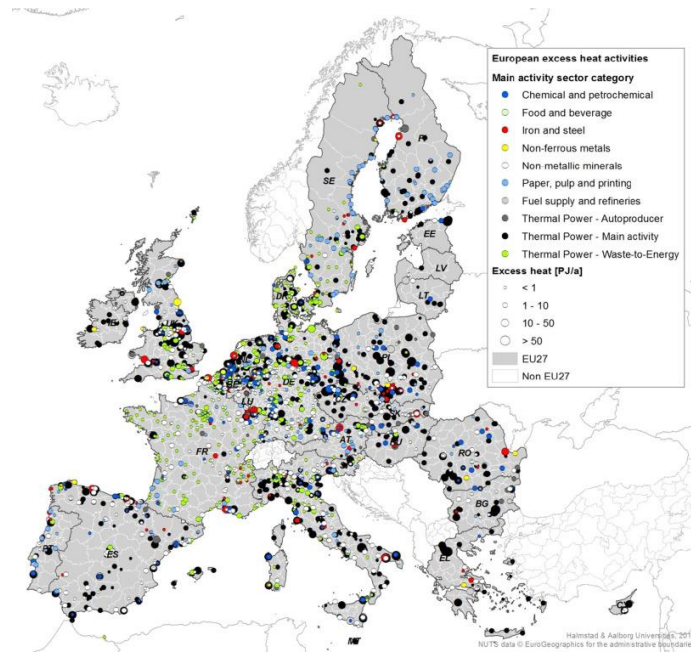 European excess heat activities
Main activity sector category
Chemical and petrochemical
Food and beverage
Iron and steel
Non-ferrous metals
Non-metallic minerals
Paper, pulp and printing
Fuel supply and refineries
Thermal Power - Autoproducer
Thermal Power - Main activity
Thermal Power - Waste-to-Energy
Excess heat [PJ/a]
< 1
1 - 10
10 - 50
> 50
EU27
Non EU27
SE
EE
LV
LT
DK
DE
LU
FR
AT
RO
BG
ES
EL
MT
Halmstad & Aalborg Universities, 201
NUTS data © EuroGeographics for the administrative boundarie